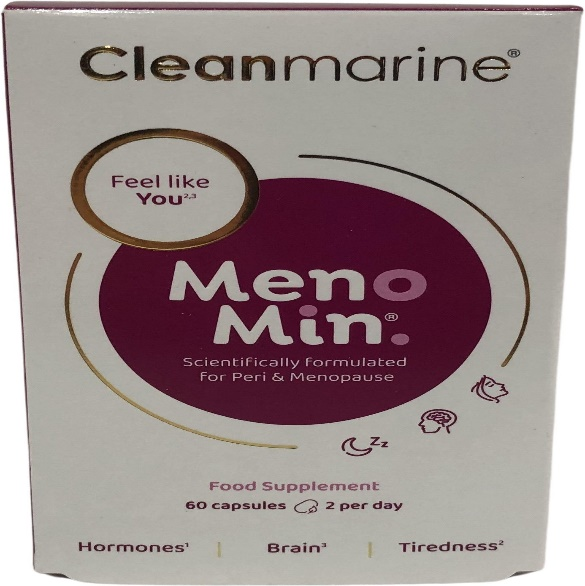 Cleanmarine®
Feel like
You²,³
Meno
Min®.
Scientifically formulated
for Peri & Menopause
Zz
Food Supplement
60 capsules 2 per day
Hormones¹ | Brain³ | Tiredness²